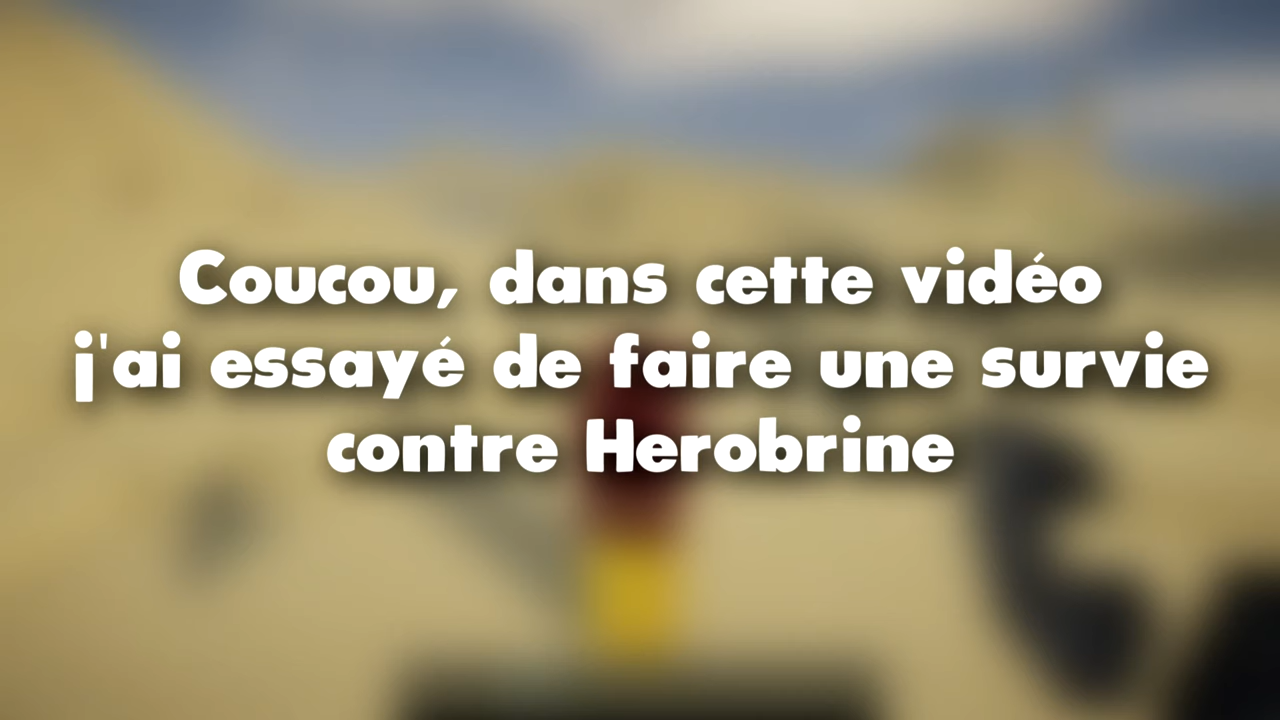 Coucou, dans cette vidéo
j'ai essayé de faire une survie
contre Herobrine